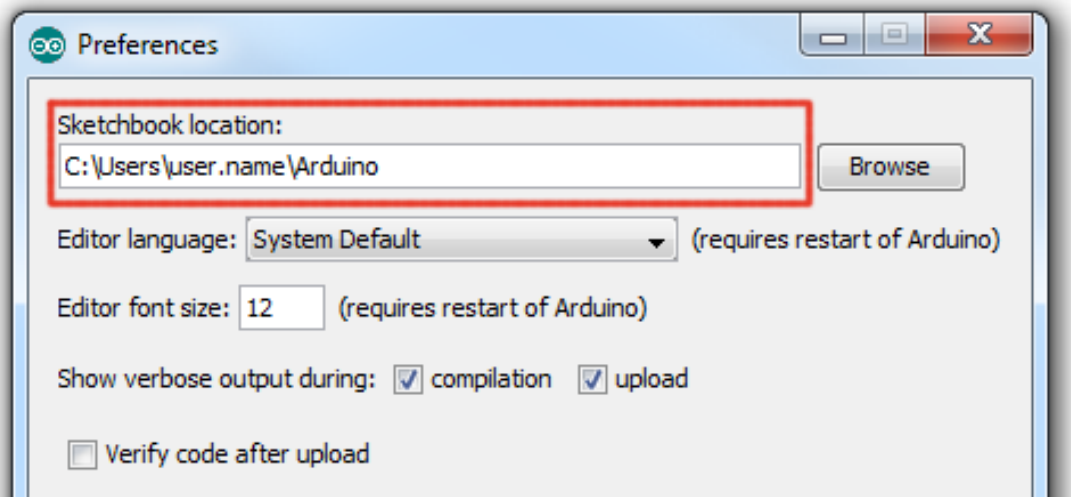 Preferences
Sketchbook location:
C:\Users\user.name\Arduino
Browse
Editor language: System Default (requires restart of Arduino)
Editor font size: 12 (requires restart of Arduino)
Show verbose output during: compilation upload
Verify code after upload